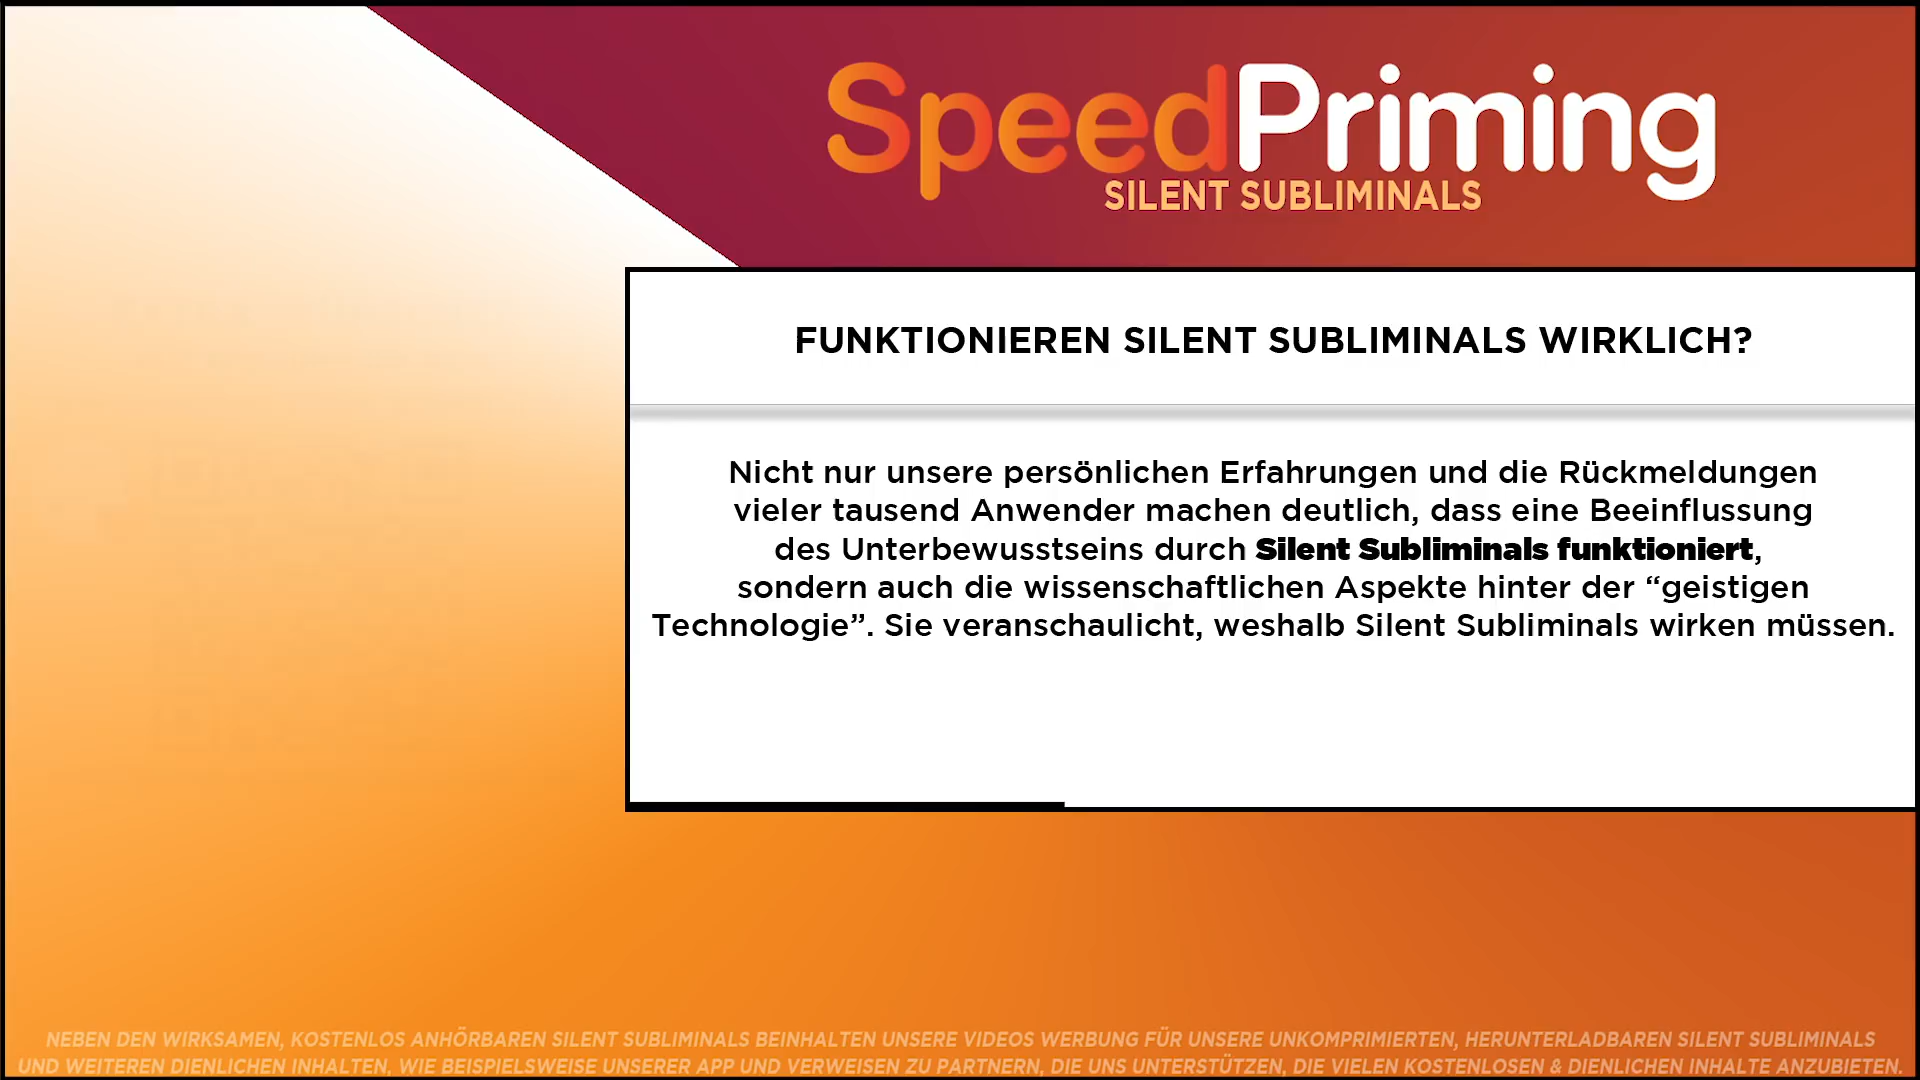 SpeedPriming
SILENT SUBLIMINALS
FUNKTIONIEREN SILENT SUBLIMINALS WIRKLICH?
Nicht nur unsere persönlichen Erfahrungen und die Rückmeldungen
vieler tausend Anwender machen deutlich, dass eine Beeinflussung
des Unterbewusstseins durch Silent Subliminals funktioniert,
sondern auch die wissenschaftlichen Aspekte hinter der “geistigen
Technologie”. Sie veranschaulicht, weshalb Silent Subliminals wirken müssen.
NEBEN DEN WIRKSAMEN, KOSTENLOS ANHÖRBAREN SILENT SUBLIMINALS BEINHALTEN UNSERE VIDEOS WERBUNG FÜR UNSERE UNKOMPRIMIERTEN, HERUNTERLADBAREN SILENT SUBLIMINALS
UND WEITEREN DIENLICHEN INHALTEN, WIE BEISPIELSWEISE UNSERER APP UND VERWEISEN ZU PARTNERN, DIE UNS UNTERSTÜTZEN, DIE VIELEN KOSTENLOSEN & DIENLICHEN INHALTE ANZUBIETEN.